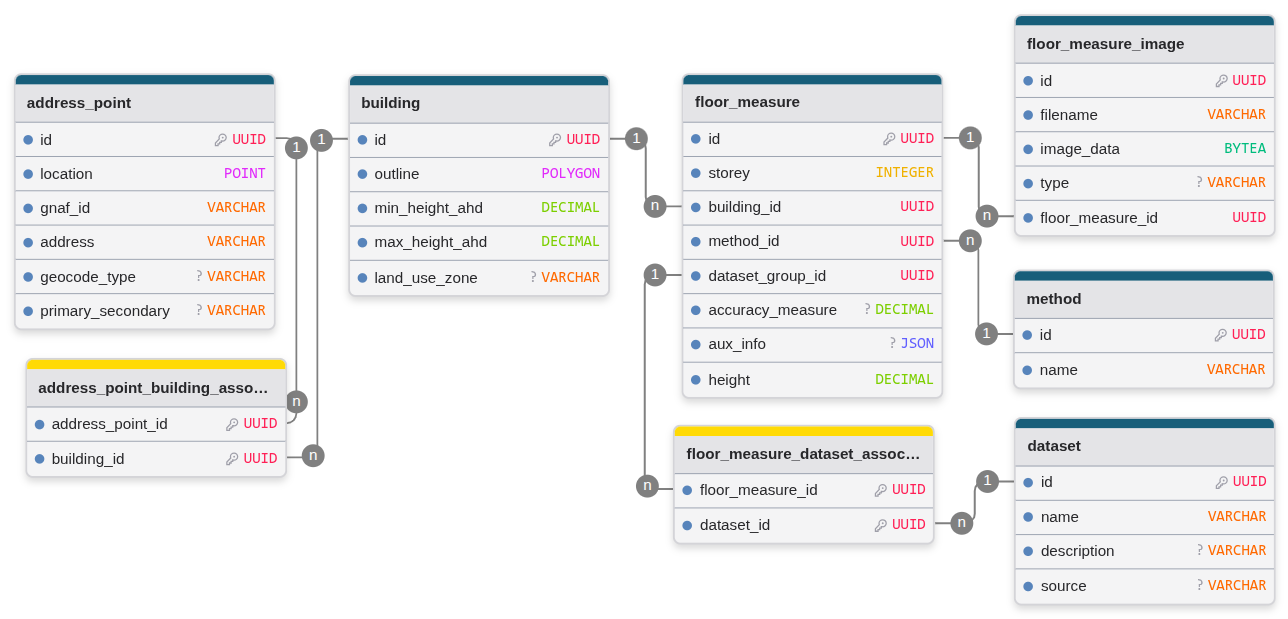 address_point
id UUID
location POINT
gnaf_id VARCHAR
address VARCHAR
geocode_type ? VARCHAR
primary_secondary ? VARCHAR
address_point_building_asso...
address_point_id UUID
building_id UUID
1
n
1
n
building
id UUID
outline POLYGON
min_height_ahd DECIMAL
max_height_ahd DECIMAL
land_use_zone ? VARCHAR
1
n
floor_measure
id UUID
storey INTEGER
building_id UUID
method_id UUID
dataset_group_id UUID
accuracy_measure ? DECIMAL
aux_info ? JSON
height DECIMAL
1
n
floor_measure_dataset_assoc...
floor_measure_id UUID
dataset_id UUID
1
n
n
1
1
n
floor_measure_image
id UUID
filename VARCHAR
image_data BYTEA
type ? VARCHAR
floor_measure_id UUID
method
id UUID
name VARCHAR
dataset
id UUID
name VARCHAR
description ? VARCHAR
source ? VARCHAR